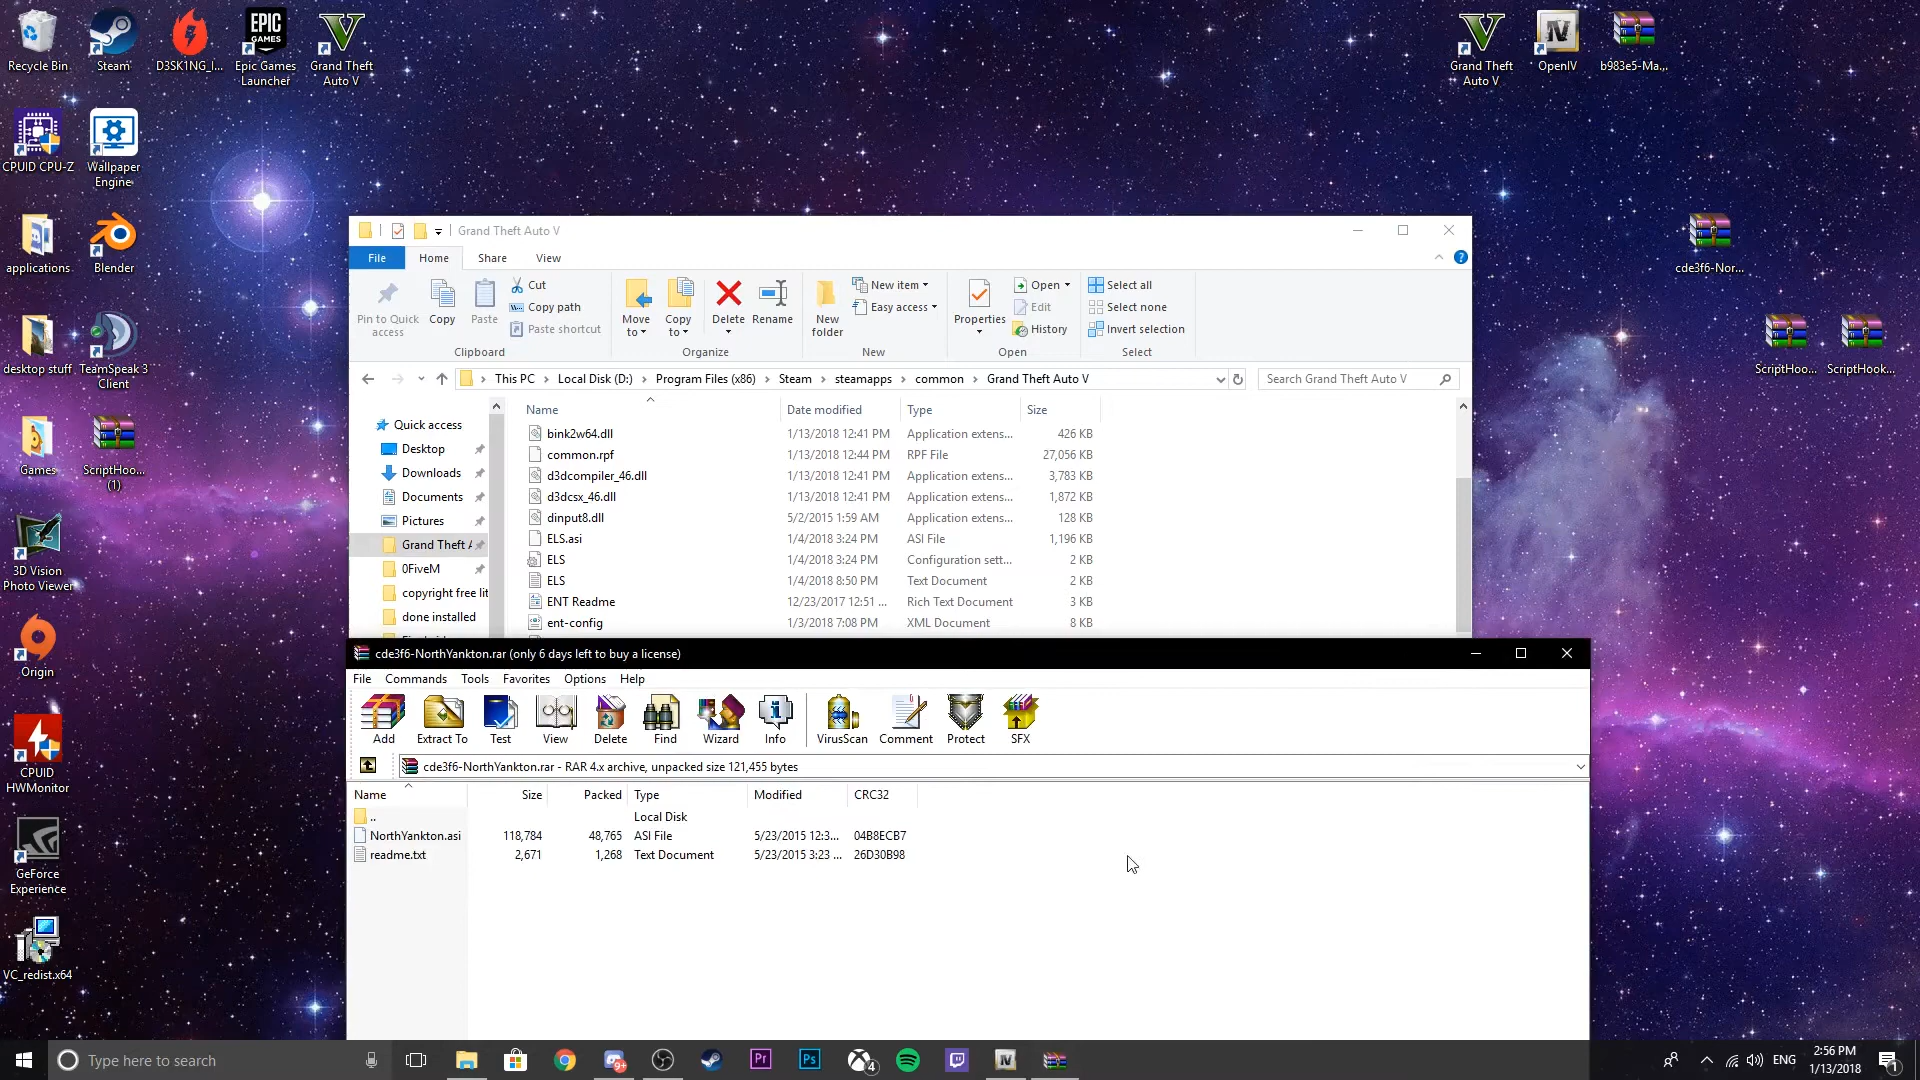 Recycle Bin
Steam
D3SK1NG_I...
EPIC GAMES
Epic Games Launcher
Grand Theft Auto V
Grand Theft Auto V
OpenIV
b983e5-Ma...
CPUID CPU-Z
Wallpaper Engine
applications
Blender
cde3f6-Nor...
desktop stuff
TeamSpeak 3 Client
ScriptHoo...
ScriptHook...
Games
ScriptHoo... (1)
3D Vision Photo Viewer
Origin
CPUID HWMonitor
GeForce Experience
VC_redist.x64
Grand Theft Auto V
File Home Share View
Pin to Quick access
Copy
Paste
Cut
Copy path
Paste shortcut
Clipboard
Move to
Copy to
Delete
Rename
Organize
New folder
New item
Easy access
New
Properties
Open
Edit
History
Open
Select all
Select none
Invert selection
Select
This PC > Local Disk (D:) > Program Files (x86) > Steam > steamapps > common > Grand Theft Auto V
Search Grand Theft Auto V
Quick access
Desktop
Downloads
Documents
Pictures
Grand Theft A
0FiveM
copyright free lit
done installed
Name Date modified Type Size
bink2w64.dll 1/13/2018 12:41 PM Application extens... 426 KB
common.rpf 1/13/2018 12:44 PM RPF File 27,056 KB
d3dcompiler_46.dll 1/13/2018 12:41 PM Application extens... 3,783 KB
d3dcsx_46.dll 1/13/2018 12:41 PM Application extens... 1,872 KB
dinput8.dll 5/2/2015 1:59 AM Application extens... 128 KB
ELS.asi 1/4/2018 3:24 PM ASI File 1,196 KB
ELS 1/4/2018 3:24 PM Configuration sett... 2 KB
ELS 1/4/2018 8:50 PM Text Document 2 KB
ENT Readme 12/23/2017 12:51 ... Rich Text Document 3 KB
ent-config 1/3/2018 7:08 PM XML Document 8 KB
cde3f6-NorthYankton.rar (only 6 days left to buy a license)
File Commands Tools Favorites Options Help
Add Extract To Test View Delete Find Wizard Info VirusScan Comment Protect SFX
cde3f6-NorthYankton.rar - RAR 4.x archive, unpacked size 121,455 bytes
Name Size Packed Type Modified CRC32
.. Local Disk
NorthYankton.asi 118,784 48,765 ASI File 5/23/2015 12:3... 04B8ECB7
readme.txt 2,671 1,268 Text Document 5/23/2015 3:23 ... 26D30B98
Type here to search
9+
Pr
Ps
4
ENG
2:56 PM
1/13/2018
1